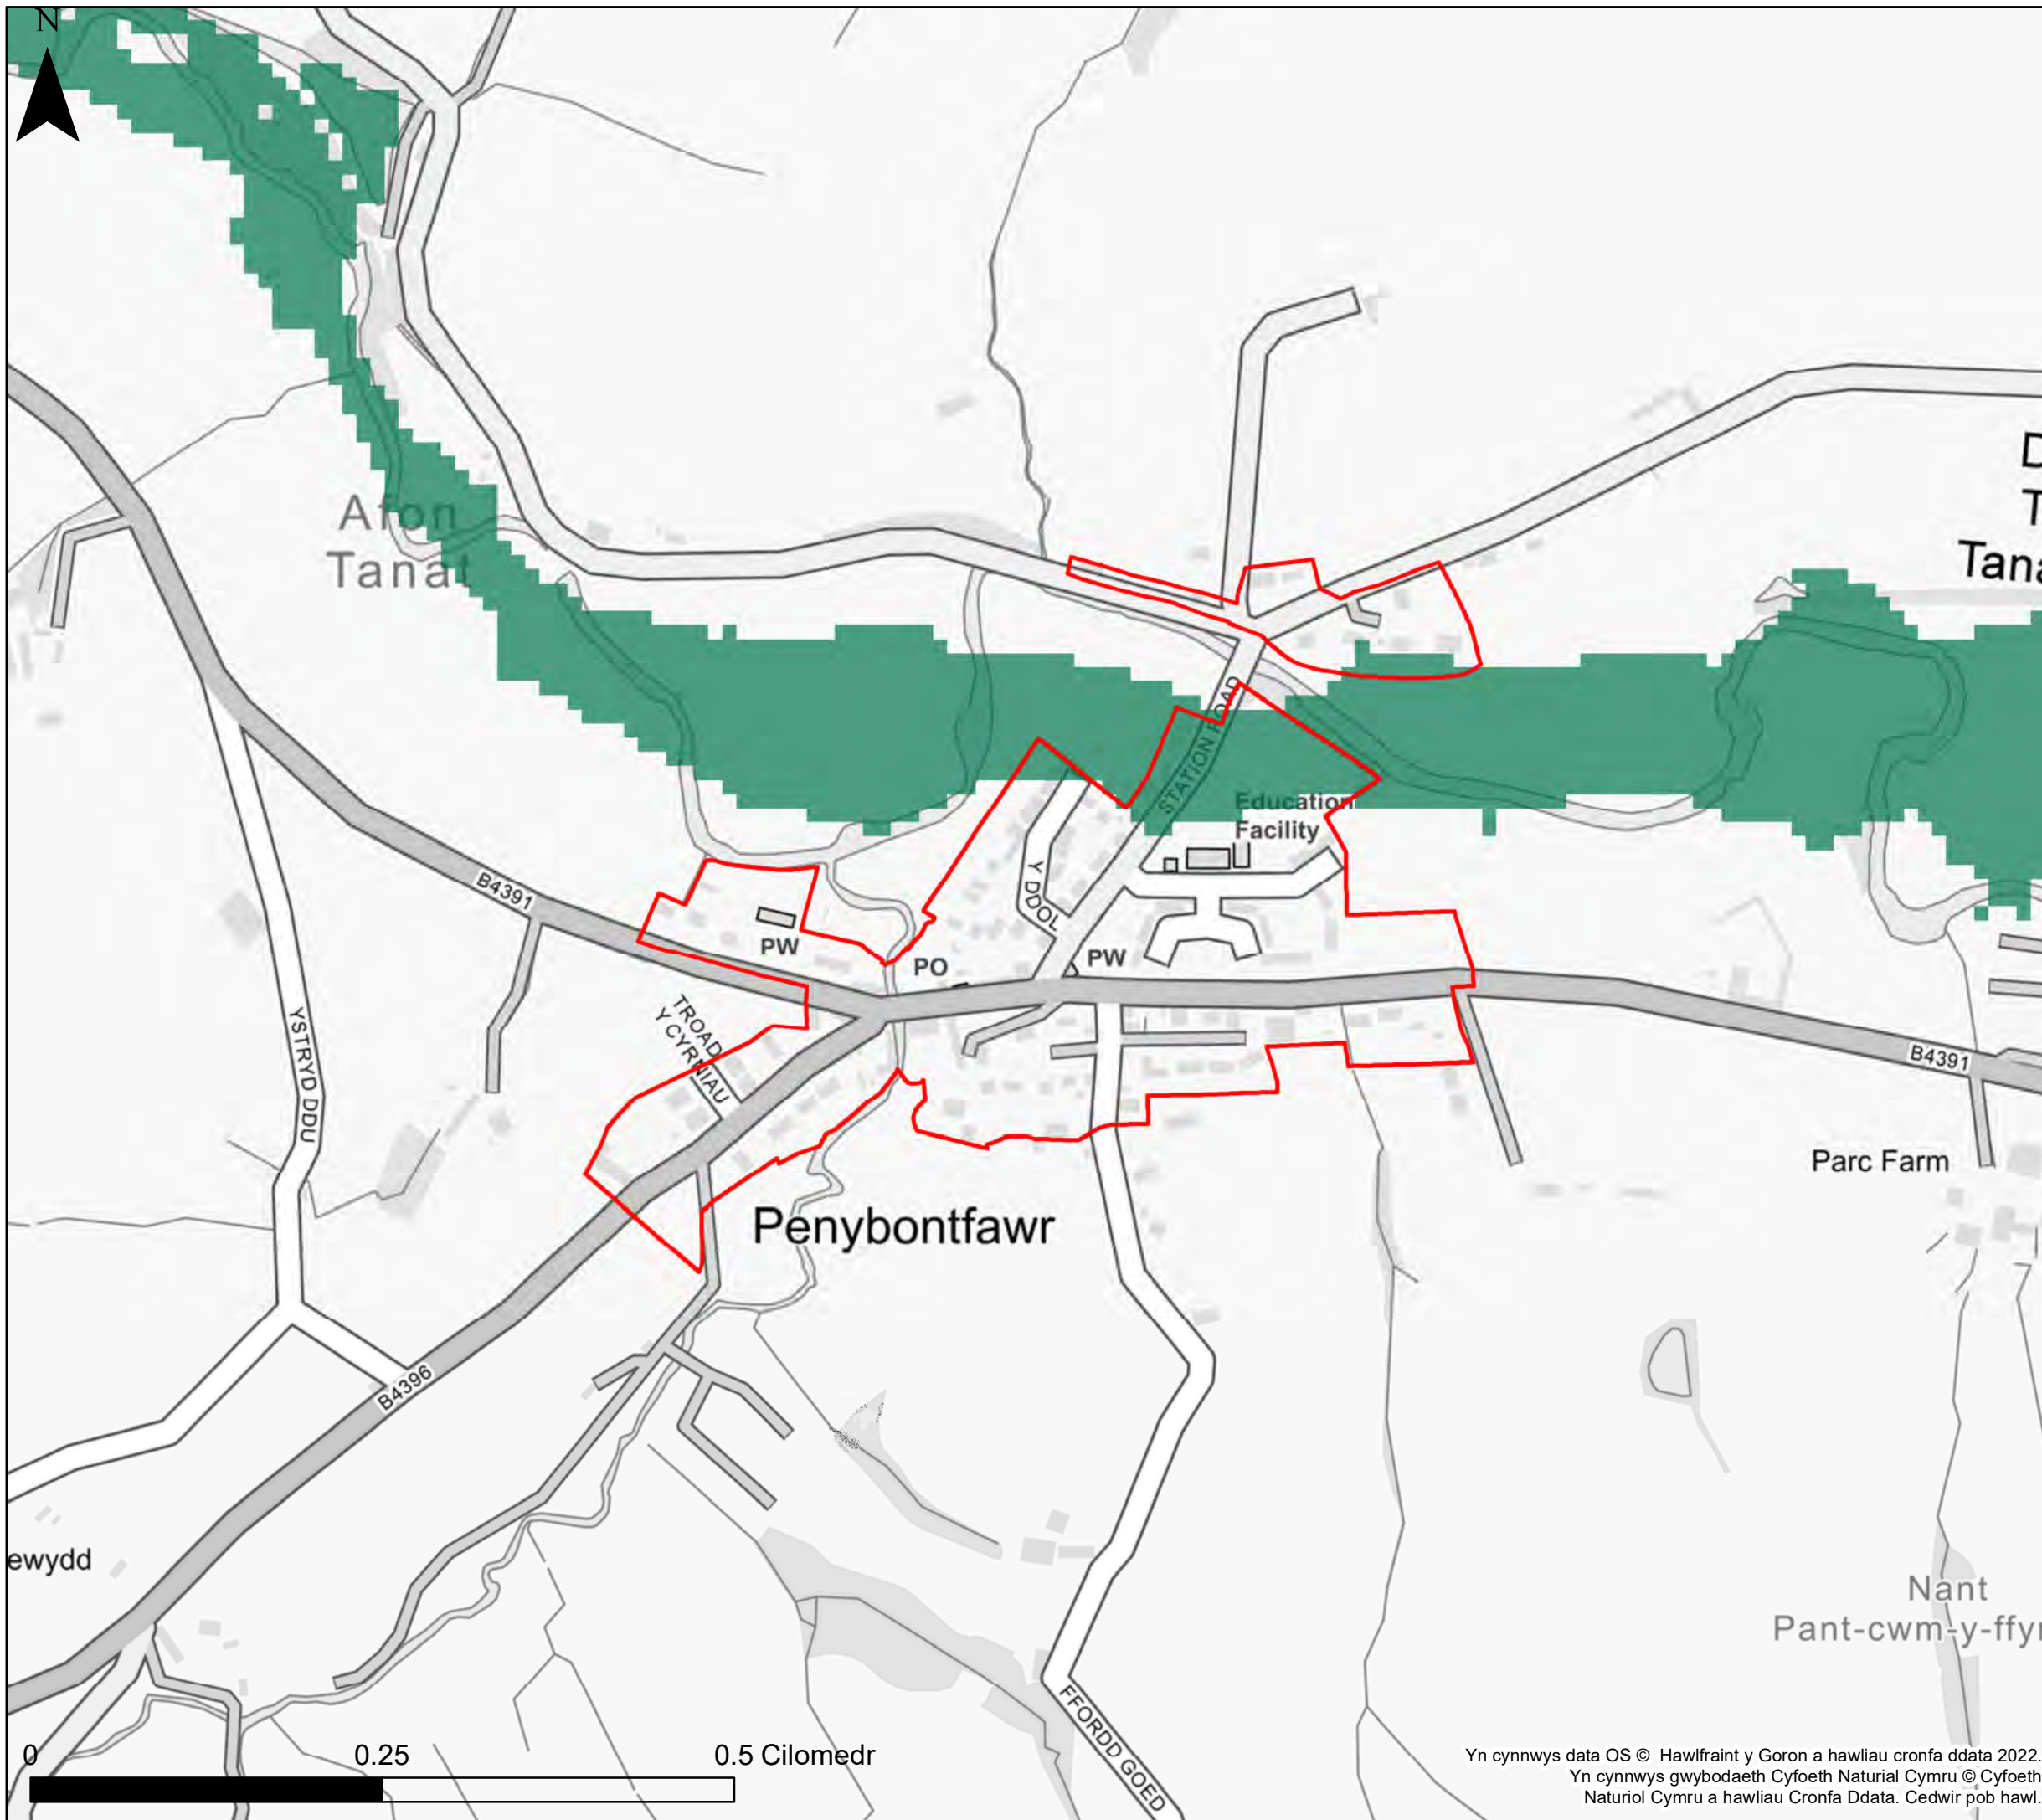 N
Afon
Tanat
D
T
Tana
STATION ROAD
Education
Facility
B4391
Y DDOL
PW
PO
PW
TROAD
Y CYRNIAU
YSTRYD DDU
B4391
Parc Farm
Penybontfawr
B4396
ewydd
Nant
Pant-cwm-y-ffyn
FFORDD GOED
0 0.25 0.5 Cilomedr
Yn cynnwys data OS © Hawlfraint y Goron a hawliau cronfa ddata 2022.
Yn cynnwys gwybodaeth Cyfoeth Naturial Cymru © Cyfoeth
Naturiol Cymru a hawliau Cronfa Ddata. Cedwir pob hawl.